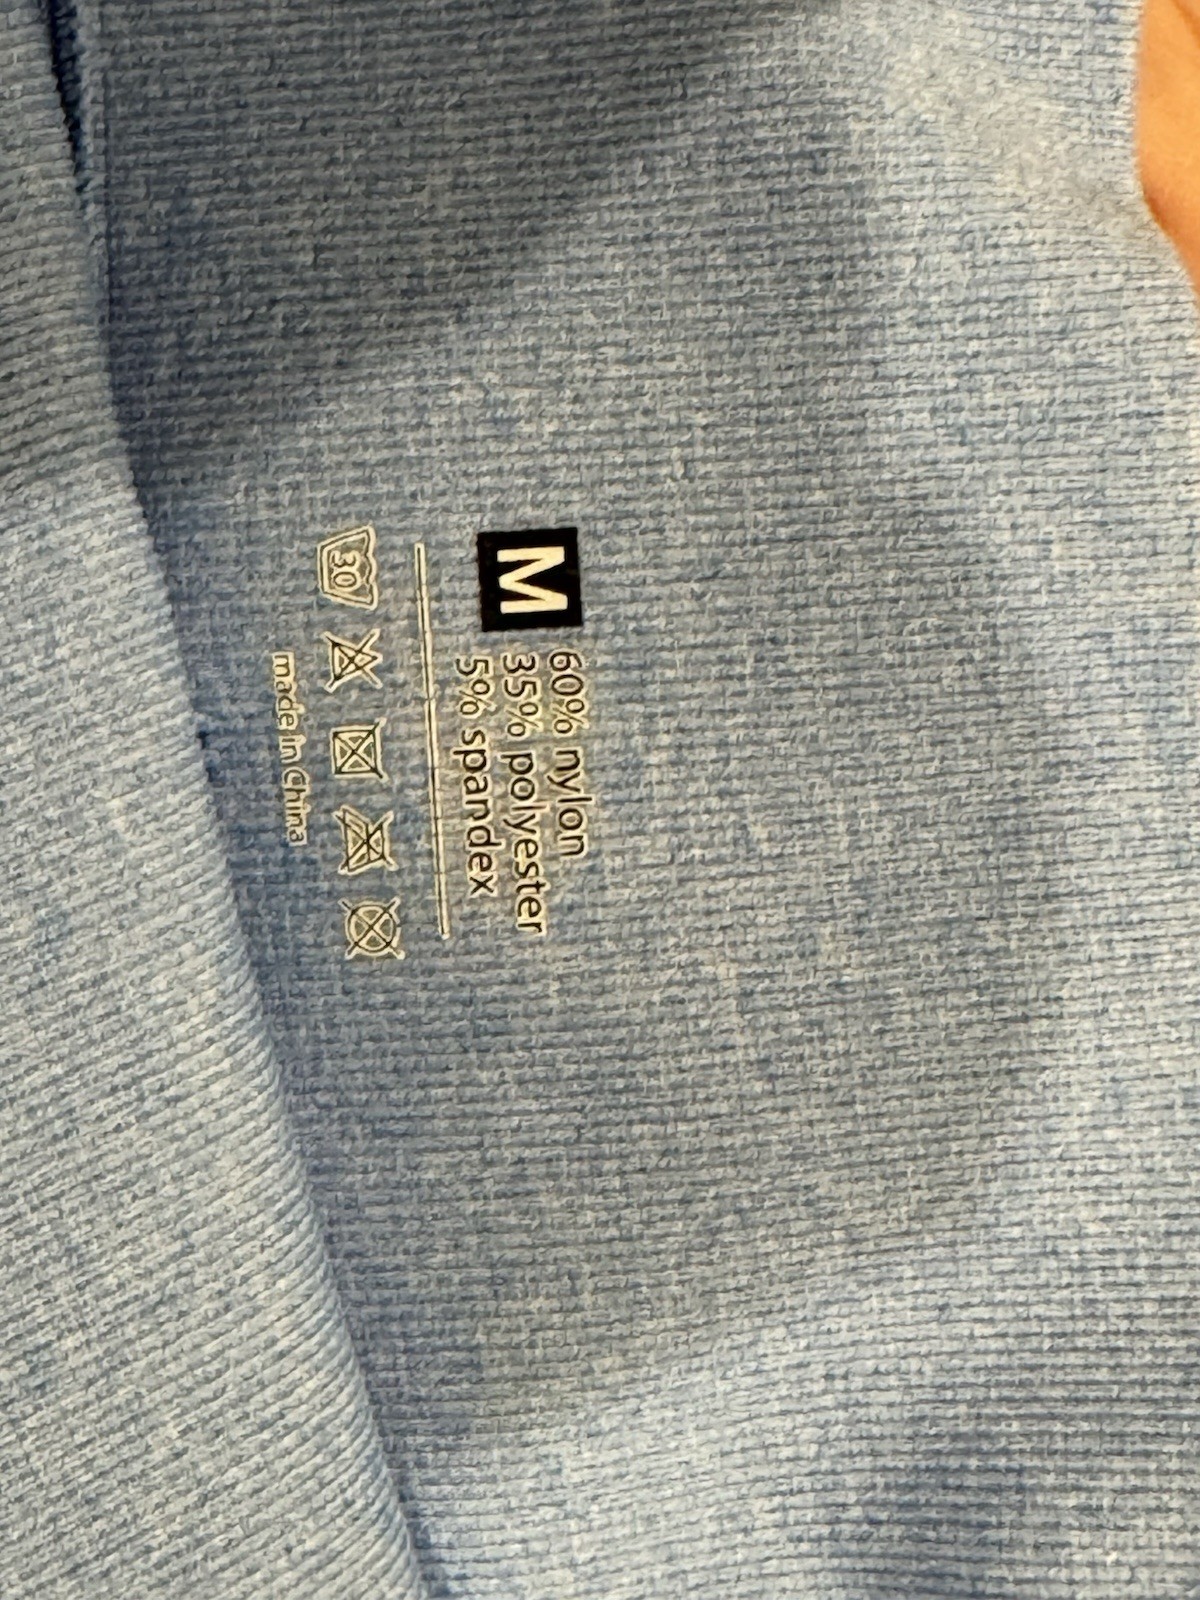 M
60% nylon
35% polyester
5% spandex
30
made in China